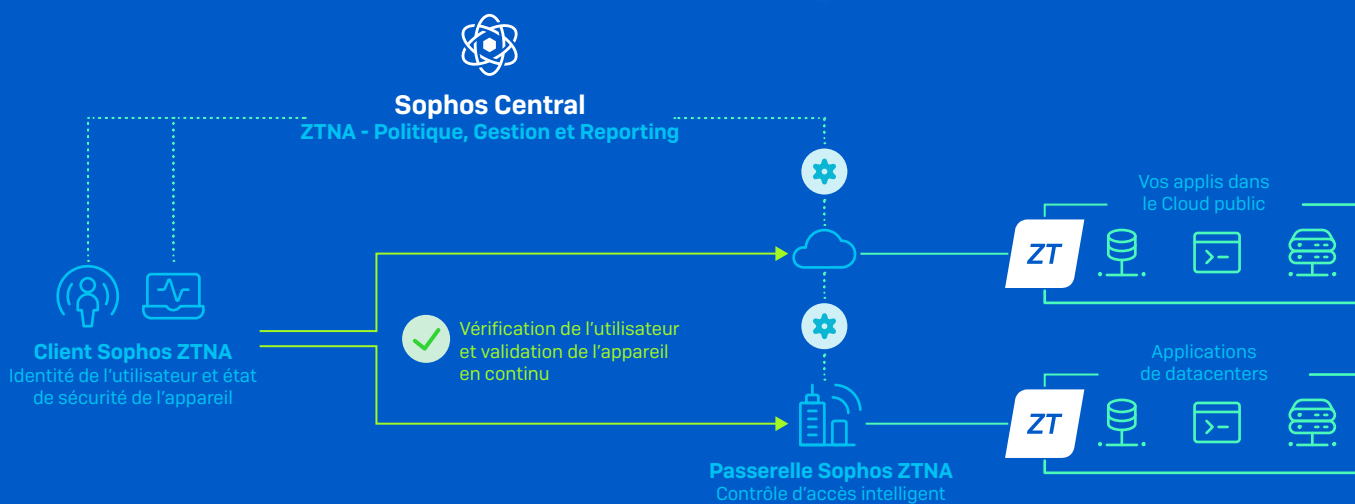 Sophos Central
ZTNA - Politique, Gestion et Reporting
Vos applis dans
le Cloud public
ZT
Client Sophos ZTNA
Identité de l'utilisateur et état
de sécurité de l'appareil
Vérification de l'utilisateur
et validation de l'appareil
en continu
Applications
de datacenters
ZT
Passerelle Sophos ZTNA
Contrôle d'accès intelligent